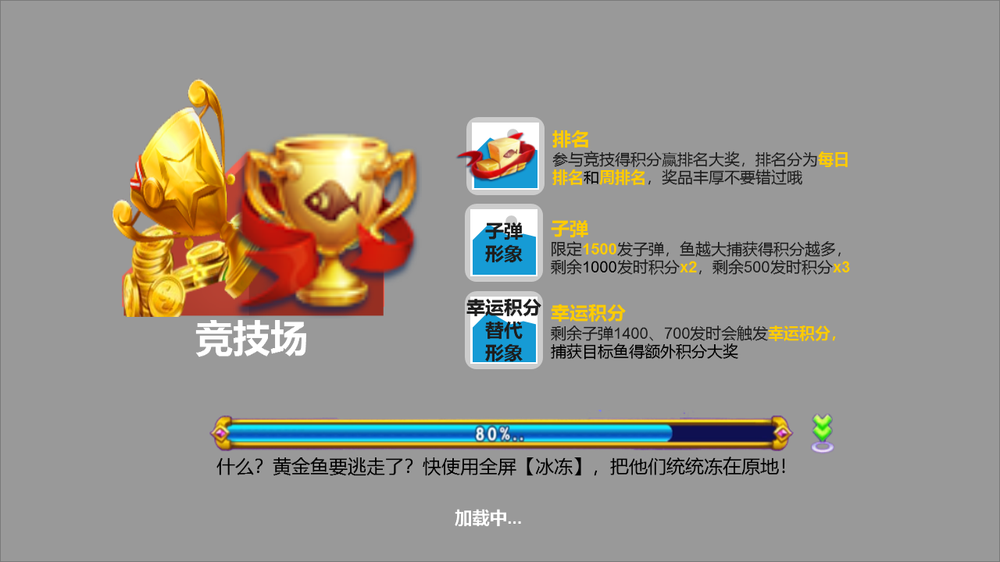 排名
参与竞技得积分赢排名大奖，排名分为每日
排名和周排名，奖品丰厚不要错过哦
子弹
形象
子弹
限定1500发子弹，鱼越大捕获得积分越多，
剩余1000发时积分x2，剩余500发时积分x3
幸运积分
替代
形象
幸运积分
剩余子弹1400、700发时会触发幸运积分，
捕获目标鱼得额外积分大奖
竞技场
80%..
什么？黄金鱼要逃走了？快使用全屏【冰冻】，把他们统统冻在原地！
加载中...